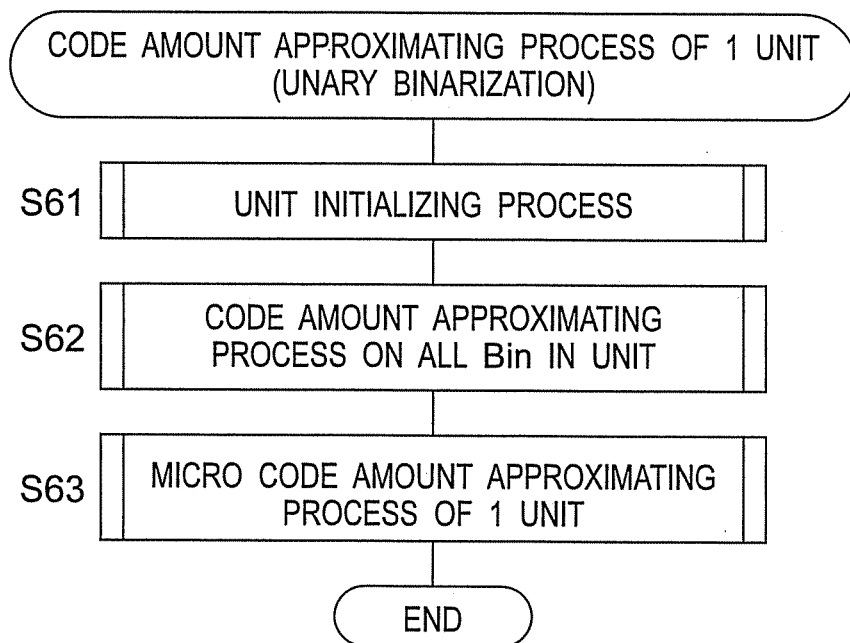 CODE AMOUNT APPROXIMATING PROCESS OF 1 UNIT
(UNARY BINARIZATION)
S61
UNIT INITIALIZING PROCESS
S62
CODE AMOUNT APPROXIMATING
PROCESS ON ALL Bin IN UNIT
S63
MICRO CODE AMOUNT APPROXIMATING
PROCESS OF 1 UNIT
END